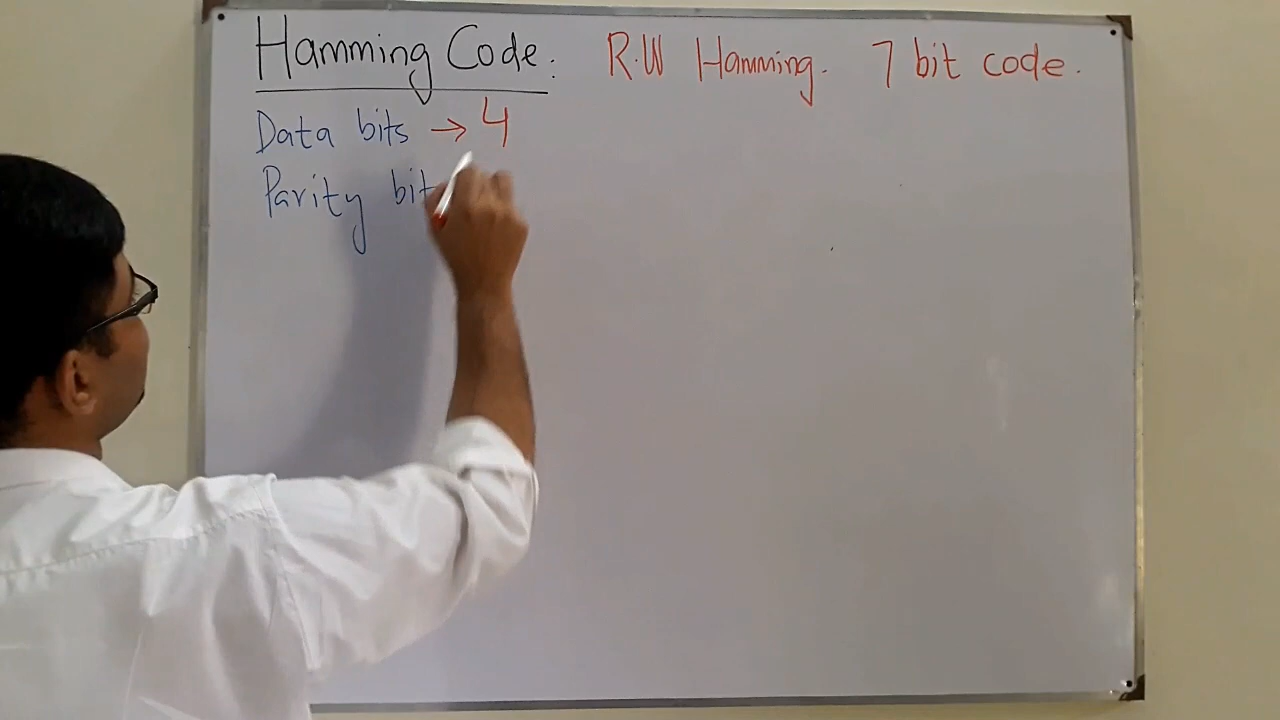 Hamming Code: R.W Hamming. 7 bit code.
Data bits → 4
Parity bit